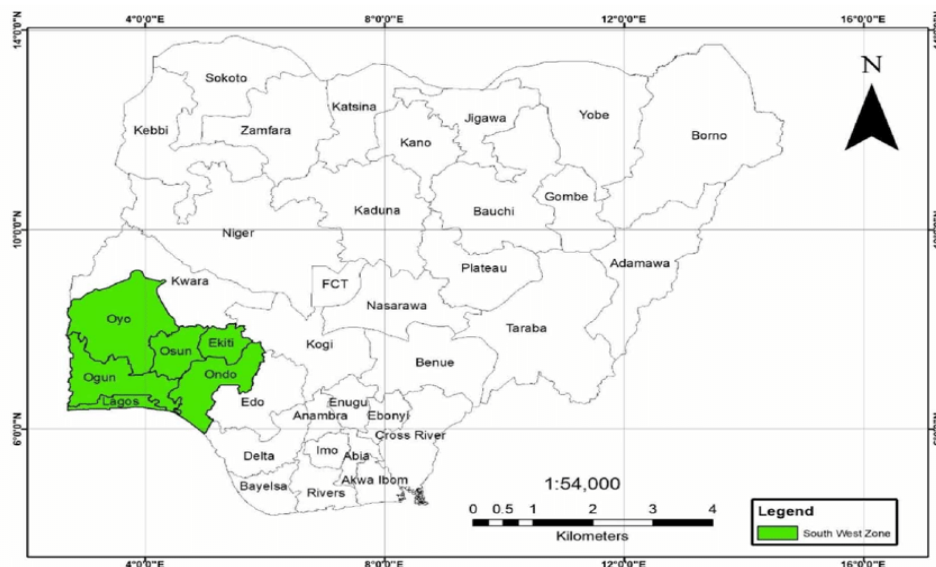 4°0'0"E 8°0'0"E 12°0'0"E 16°0'0"E
14°0'0"N
N
Sokoto
Katsina
Yobe
Jigawa
Kebbi
Zamfara
Borno
Kano
Gombe
Kaduna
Bauchi
Niger
10°0'0"N
Adamawa
Plateau
Kwara
FCT
Nasarawa
Oyo
Taraba
Kogi
Ekiti
Osun
Benue
Ogun
Ondo
Lagos
Edo
Enugu
Anambra
Ebonyi
6°0'0"N
Cross River
Imo
Delta
Abia
Akwa Ibom
Bayelsa
Rivers
1:54,000
0 0.5 1 2 3 4
Kilometers
Legend
South West Zone
4°0'0"E 8°0'0"E 12°0'0"E 16°0'0"E